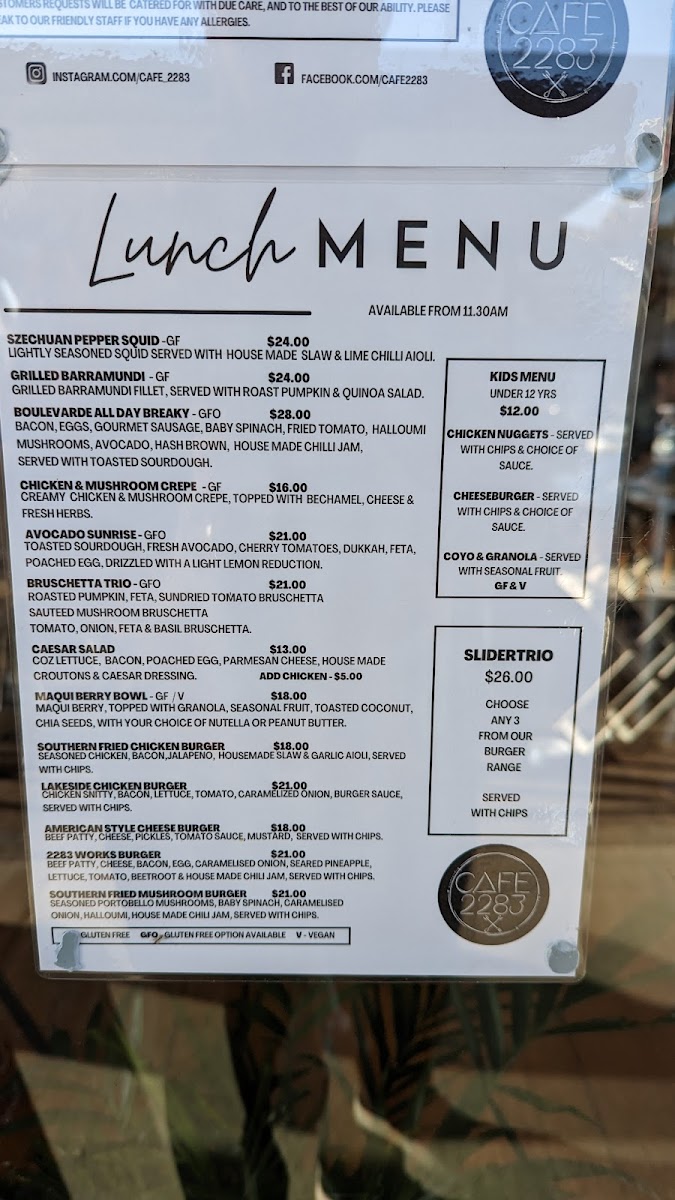 STOMERS REQUESTS WILL BE CATERED FOR WITH DUE CARE, AND TO THE BEST OF OUR ABILITY. PLEASE
EAK TO OUR FRIENDLY STAFF IF YOU HAVE ANY ALLERGIES.
INSTAGRAM.COM/CAFE_2283
FACEBOOK.COM/CAFE2283
CAFE
2283
Lunch MENU
AVAILABLE FROM 11.30AM
SZECHUAN PEPPER SQUID -GF $24.00
LIGHTLY SEASONED SQUID SERVED WITH HOUSE MADE SLAW & LIME CHILLI AIOLI.
GRILLED BARRAMUNDI - GF $24.00
GRILLED BARRAMUNDI FILLET, SERVED WITH ROAST PUMPKIN & QUINOA SALAD.
BOULEVARDE ALL DAY BREAKY - GFO $28.00
BACON, EGGS, GOURMET SAUSAGE, BABY SPINACH, FRIED TOMATO, HALLOUMI
MUSHROOMS, AVOCADO, HASH BROWN, HOUSE MADE CHILLI JAM,
SERVED WITH TOASTED SOURDOUGH.
CHICKEN & MUSHROOM CREPE - GF $16.00
CREAMY CHICKEN & MUSHROOM CREPE, TOPPED WITH BECHAMEL, CHEESE &
FRESH HERBS.
AVOCADO SUNRISE - GFO $21.00
TOASTED SOURDOUGH, FRESH AVOCADO, CHERRY TOMATOES, DUKKAH, FETA,
POACHED EGG, DRIZZLED WITH A LIGHT LEMON REDUCTION.
BRUSCHETTA TRIO - GFO $21.00
ROASTED PUMPKIN, FETA, SUNDRIED TOMATO BRUSCHETTA
SAUTEED MUSHROOM BRUSCHETTA
TOMATO, ONION, FETA & BASIL BRUSCHETTA.
CAESAR SALAD $13.00
COZ LETTUCE, BACON, POACHED EGG, PARMESAN CHEESE, HOUSE MADE
CROUTONS & CAESAR DRESSING. ADD CHICKEN - $5.00
MAQUI BERRY BOWL - GF / V $18.00
MAQUI BERRY, TOPPED WITH GRANOLA, SEASONAL FRUIT, TOASTED COCONUT,
CHIA SEEDS, WITH YOUR CHOICE OF NUTELLA OR PEANUT BUTTER.
SOUTHERN FRIED CHICKEN BURGER $18.00
SEASONED CHICKEN, BACON, JALAPENO, HOUSEMADE SLAW & GARLIC AIOLI, SERVED
WITH CHIPS.
LAKESIDE CHICKEN BURGER $21.00
CHICKEN SNITTY, BACON, LETTUCE, TOMATO, CARAMELIZED ONION, BURGER SAUCE,
SERVED WITH CHIPS.
AMERICAN STYLE CHEESE BURGER $18.00
BEEF PATTY, CHEESE, PICKLES, TOMATO SAUCE, MUSTARD, SERVED WITH CHIPS.
2283 WORKS BURGER $21.00
BEEF PATTY, CHEESE, BACON, EGG, CARAMELISED ONION, SEARED PINEAPPLE,
LETTUCE, TOMATO, BEETROOT & HOUSE MADE CHILI JAM, SERVED WITH CHIPS.
SOUTHERN FRIED MUSHROOM BURGER $21.00
SEASONED PORTOBELLO MUSHROOMS, BABY SPINACH, CARAMELISED
ONION, HALLOUMI, HOUSE MADE CHILI JAM, SERVED WITH CHIPS.
GLUTEN FREE GFO - GLUTEN FREE OPTION AVAILABLE V - VEGAN
KIDS MENU
UNDER 12 YRS
$12.00
CHICKEN NUGGETS - SERVED
WITH CHIPS & CHOICE OF
SAUCE.
CHEESEBURGER - SERVED
WITH CHIPS & CHOICE OF
SAUCE.
COYO & GRANOLA - SERVED
WITH SEASONAL FRUIT.
GF & V
SLIDERTRIO
$26.00
CHOOSE
ANY 3
FROM OUR
BURGER
RANGE
SERVED
WITH CHIPS
CAFE
2283